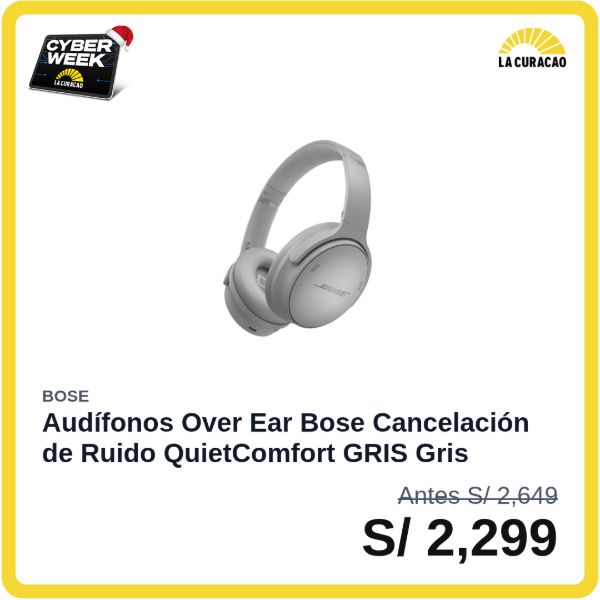 CYBER
WEEK
LA CURACAO
LA CURACAO
BOSE
BOSE
Audífonos Over Ear Bose Cancelación
de Ruido QuietComfort GRIS Gris
Antes S/ 2,649
S/ 2,299